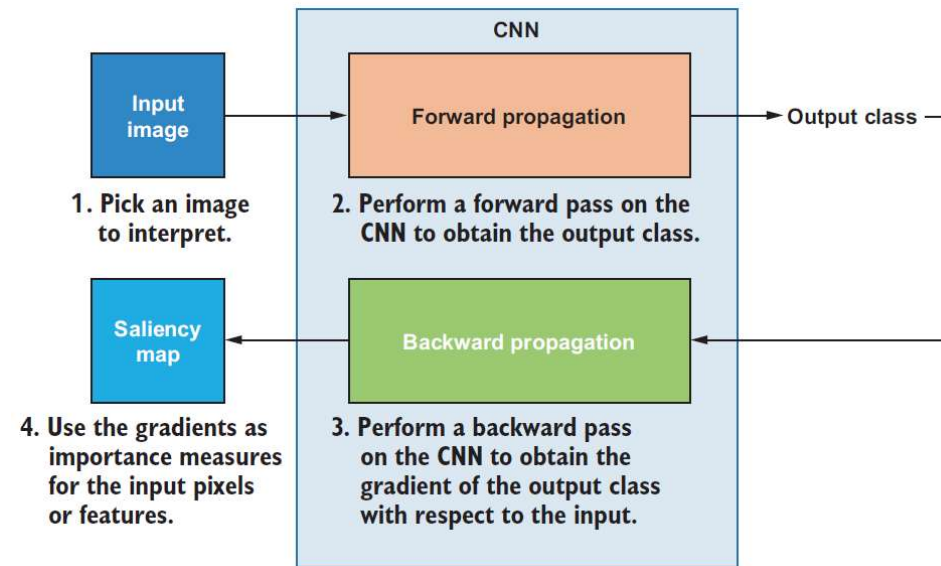 CNN
Input
image
Forward propagation
Output class
1. Pick an image
to interpret.
2. Perform a forward pass on the
CNN to obtain the output class.
Saliency
map
Backward propagation
4. Use the gradients as
importance measures
for the input pixels
or features.
3. Perform a backward pass
on the CNN to obtain the
gradient of the output class
with respect to the input.